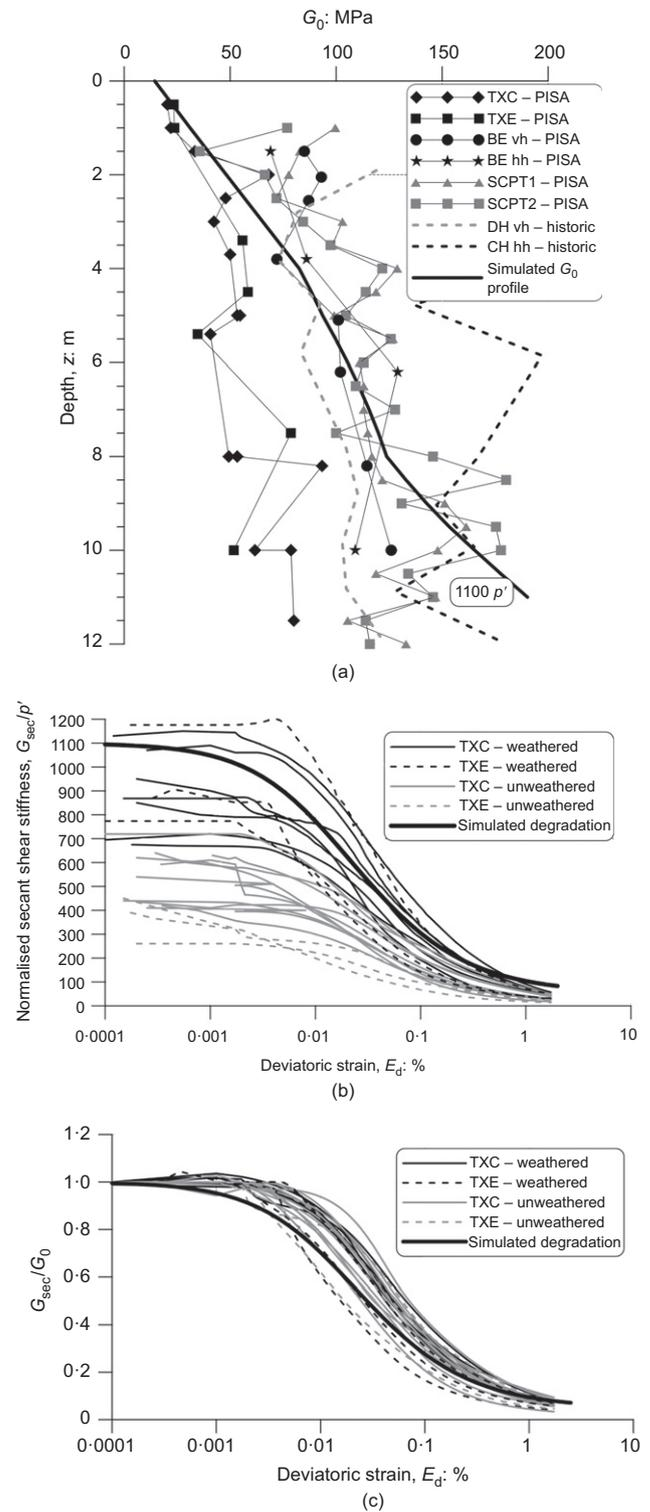 G0: MPa
0 50 100 150 200
0
2
4
6
8
10
12
Depth, z: m
TXC – PISA
TXE – PISA
BE vh – PISA
BE hh – PISA
SCPT1 – PISA
SCPT2 – PISA
DH vh – historic
CH hh – historic
Simulated G0
profile
1100 p′
(a)
Normalised secant shear stiffness, Gsec/p′
1200
1100
1000
900
800
700
600
500
400
300
200
100
0
TXC – weathered
TXE – weathered
TXC – unweathered
TXE – unweathered
Simulated degradation
0·0001 0·001 0·01 0·1 1 10
Deviatoric strain, Ed: %
(b)
Gsec/G0
1·2
1·0
0·8
0·6
0·4
0·2
0
TXC – weathered
TXE – weathered
TXC – unweathered
TXE – unweathered
Simulated degradation
0·0001 0·001 0·01 0·1 1 10
Deviatoric strain, Ed: %
(c)